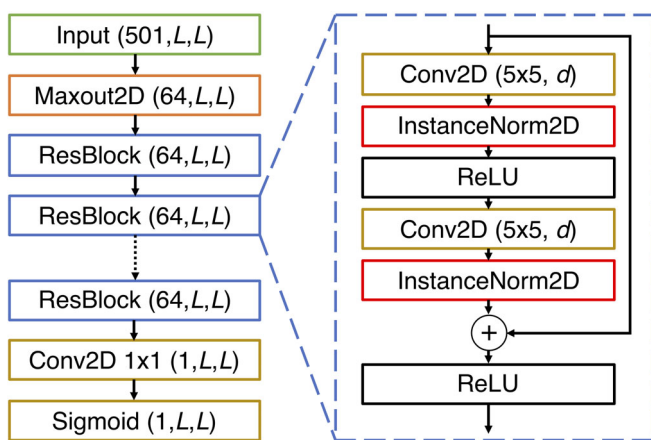 Input (501,L,L)
Maxout2D (64,L,L)
ResBlock (64,L,L)
ResBlock (64,L,L)
ResBlock (64,L,L)
Conv2D 1x1 (1,L,L)
Sigmoid (1,L,L)
Conv2D (5x5, d)
InstanceNorm2D
ReLU
Conv2D (5x5, d)
InstanceNorm2D
+
ReLU